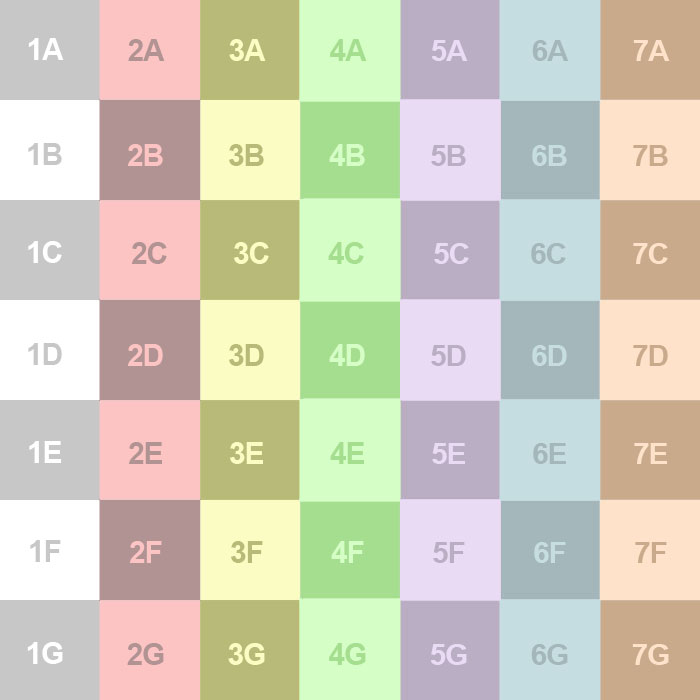 1A 2A 3A 4A 5A 6A 7A
1B 2B 3B 4B 5B 6B 7B
1C 2C 3C 4C 5C 6C 7C
1D 2D 3D 4D 5D 6D 7D
1E 2E 3E 4E 5E 6E 7E
1F 2F 3F 4F 5F 6F 7F
1G 2G 3G 4G 5G 6G 7G